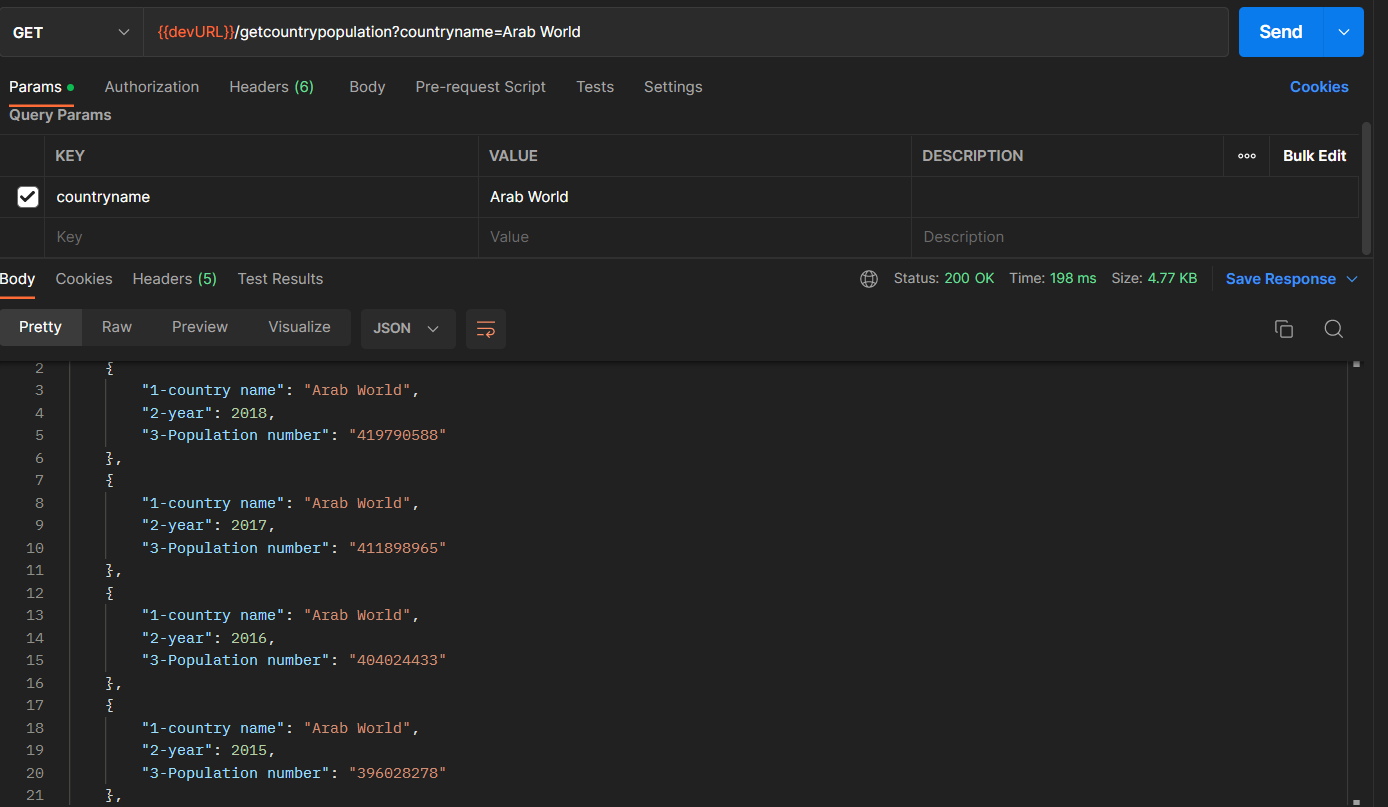 GET {{devURL}}/getcountrypopulation?countryname=Arab World Send
Params Authorization Headers (6) Body Pre-request Script Tests Settings Cookies
Query Params
KEY VALUE DESCRIPTION Bulk Edit
countryname Arab World
Key Value Description
Body Cookies Headers (5) Test Results Status: 200 OK Time: 198 ms Size: 4.77 KB Save Response
Pretty Raw Preview Visualize JSON
2 {
3 "1-country name": "Arab World",
4 "2-year": 2018,
5 "3-Population number": "419790588"
6 },
7 {
8 "1-country name": "Arab World",
9 "2-year": 2017,
10 "3-Population number": "411898965"
11 },
12 {
13 "1-country name": "Arab World",
14 "2-year": 2016,
15 "3-Population number": "404024433"
16 },
17 {
18 "1-country name": "Arab World",
19 "2-year": 2015,
20 "3-Population number": "396028278"
21 },